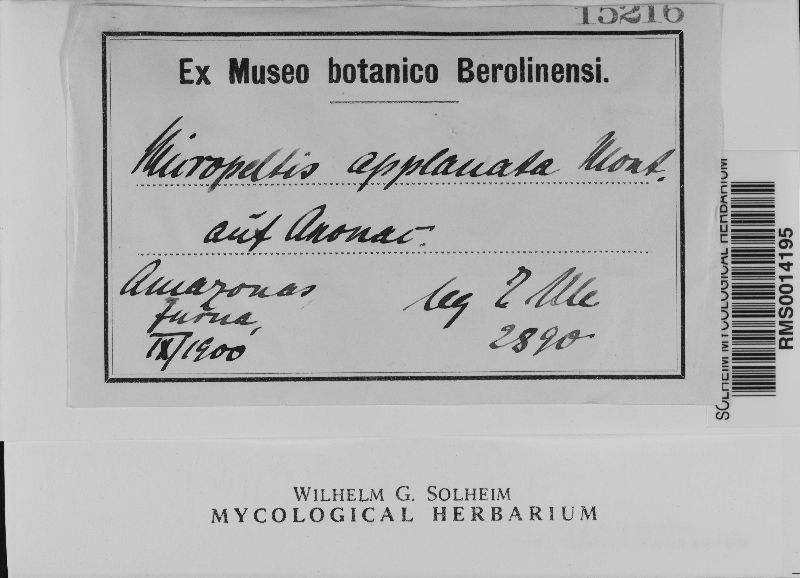 15216
Ex Museo botanico Berolinensi.
Micropeltis applanata Mont.
auf Anonac.
Amazonas
leg E Ule
Juruá,
2890
IX/1900
SOLHEIM MYCOLOGICAL HERBARIUM
RMS0014195
WILHELM G. SOLHEIM
MYCOLOGICAL HERBARIUM